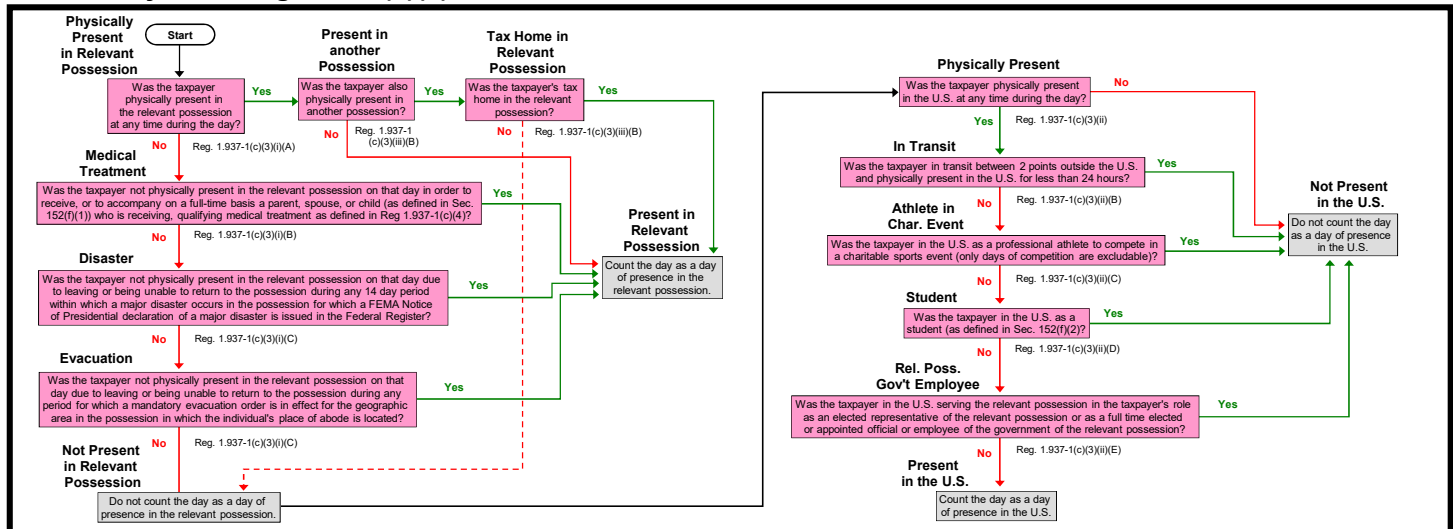 Physically
Present
in Relevant
Possession
Start
Was the taxpayer
physically present in
the relevant possession
at any time during the day?
Yes
No
Reg. 1.937-1(c)(3)(i)(A)
Present in
another
Possession
Was the taxpayer also
physically present in
another possession?
Yes
No
Reg. 1.937-1
(c)(3)(iii)(B)
Tax Home in
Relevant
Possession
Was the taxpayer's tax
home in the relevant
possession?
Yes
No
Reg. 1.937-1(c)(3)(iii)(B)
Medical
Treatment
Was the taxpayer not physically present in the relevant possession on that day in order to
receive, or to accompany on a full-time basis a parent, spouse, or child (as defined in Sec.
152(f)(1)) who is receiving, qualifying medical treatment as defined in Reg 1.937-1(c)(4)?
Yes
No
Reg. 1.937-1(c)(3)(i)(B)
Disaster
Was the taxpayer not physically present in the relevant possession on that day due
to leaving or being unable to return to the possession during any 14 day period
within which a major disaster occurs in the possession for which a FEMA Notice
of Presidential declaration of a major disaster is issued in the Federal Register?
Yes
No
Reg. 1.937-1(c)(3)(i)(C)
Evacuation
Was the taxpayer not physically present in the relevant possession on that
day due to leaving or being unable to return to the possession during any
period for which a mandatory evacuation order is in effect for the geographic
area in the possession in which the individual's place of abode is located?
Yes
No
Reg. 1.937-1(c)(3)(i)(C)
Not Present
in Relevant
Possession
Do not count the day as a day of
presence in the relevant possession.
Present in
Relevant
Possession
Count the day as a day
of presence in the
relevant possession.
Physically Present
Was the taxpayer physically present
in the U.S. at any time during the day?
No
Yes
Reg. 1.937-1(c)(3)(ii)
In Transit
Was the taxpayer in transit between 2 points outside the U.S.
and physically present in the U.S. for less than 24 hours?
Yes
No
Reg. 1.937-1(c)(3)(ii)(B)
Athlete in
Char. Event
Was the taxpayer in the U.S. as a professional athlete to compete in
a charitable sports event (only days of competition are excludable)?
Yes
No
Reg. 1.937-1(c)(3)(ii)(C)
Student
Was the taxpayer in the U.S. as a
student (as defined in Sec. 152(f)(2)?
Yes
No
Reg. 1.937-1(c)(3)(ii)(D)
Rel. Poss.
Gov't Employee
Was the taxpayer in the U.S. serving the relevant possession in the taxpayer's role
as an elected representative of the relevant possession or as a full time elected
or appointed official or employee of the government of the relevant possession?
Yes
No
Reg. 1.937-1(c)(3)(ii)(E)
Present
in the U.S.
Count the day as a day
of presence in the U.S.
Not Present
in the U.S.
Do not count the day
as a day of presence
in the U.S.